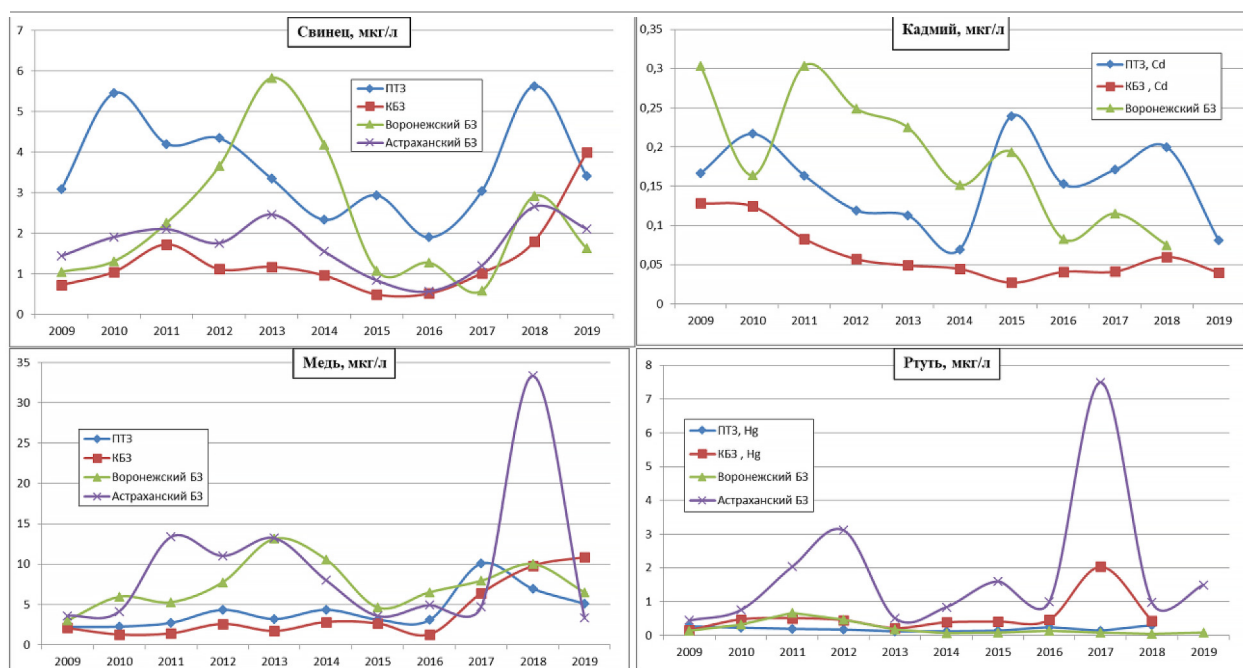 Свинец, мкг/л
7
6
5
4
3
2
1
0
ПТЗ
КБЗ
Воронежский БЗ
Астраханский БЗ
2009 2010 2011 2012 2013 2014 2015 2016 2017 2018 2019
Кадмий, мкг/л
0,35
0,3
0,25
0,2
0,15
0,1
0,05
0
ПТЗ, Cd
КБЗ , Cd
Воронежский БЗ
2009 2010 2011 2012 2013 2014 2015 2016 2017 2018 2019
Медь, мкг/л
35
30
25
20
15
10
5
0
ПТЗ
КБЗ
Воронежский БЗ
Астраханский БЗ
2009 2010 2011 2012 2013 2014 2015 2016 2017 2018 2019
Ртуть, мкг/л
8
7
6
5
4
3
2
1
0
ПТЗ, Hg
КБЗ , Hg
Воронежский БЗ
Астраханский БЗ
2009 2010 2011 2012 2013 2014 2015 2016 2017 2018 2019